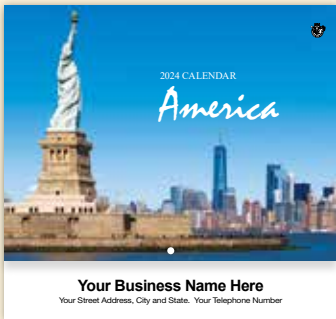 2024 CALENDAR
America
Your Business Name Here
Your Street Address, City and State. Your Telephone Number